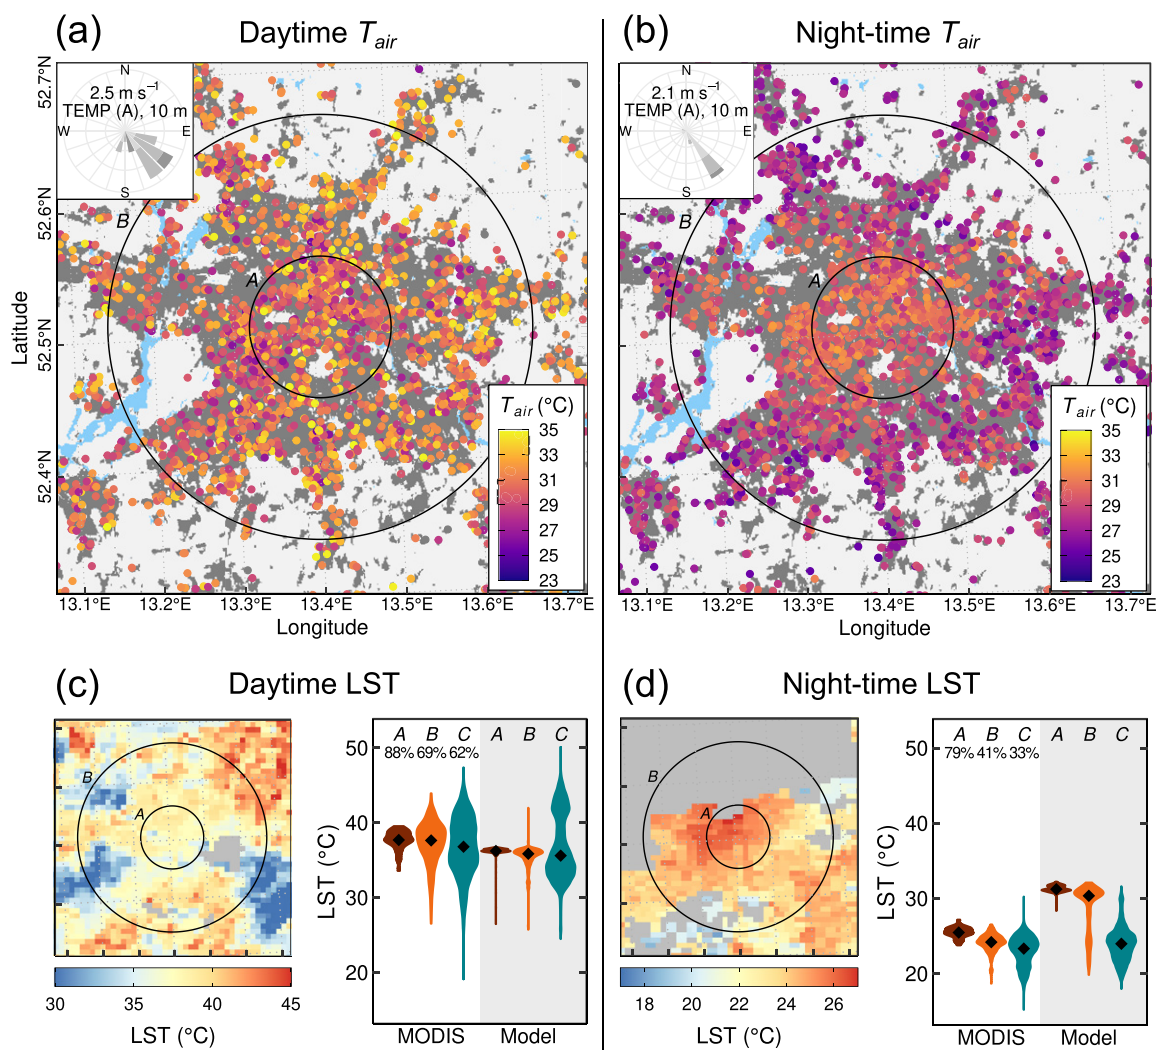 (a) Daytime T air
N
2.5 m s⁻¹
TEMP (A), 10 m
W E
S
B
A
52.7°N
52.6°N
52.5°N
52.4°N
Latitude
T air (°C)
35
33
31
29
27
25
23
13.1°E 13.2°E 13.3°E 13.4°E 13.5°E 13.6°E 13.7°E
Longitude
(b) Night-time T air
N
2.1 m s⁻¹
TEMP (A), 10 m
W E
S
B
A
T air (°C)
35
33
31
29
27
25
23
13.1°E 13.2°E 13.3°E 13.4°E 13.5°E 13.6°E 13.7°E
Longitude
(c) Daytime LST
B
A
30 35 40 45
LST (°C)
A B C A B C
88% 69% 62%
50
40
30
20
LST (°C)
MODIS Model
(d) Night-time LST
B
A
18 20 22 24 26
LST (°C)
A B C A B C
79% 41% 33%
50
40
30
20
LST (°C)
MODIS Model